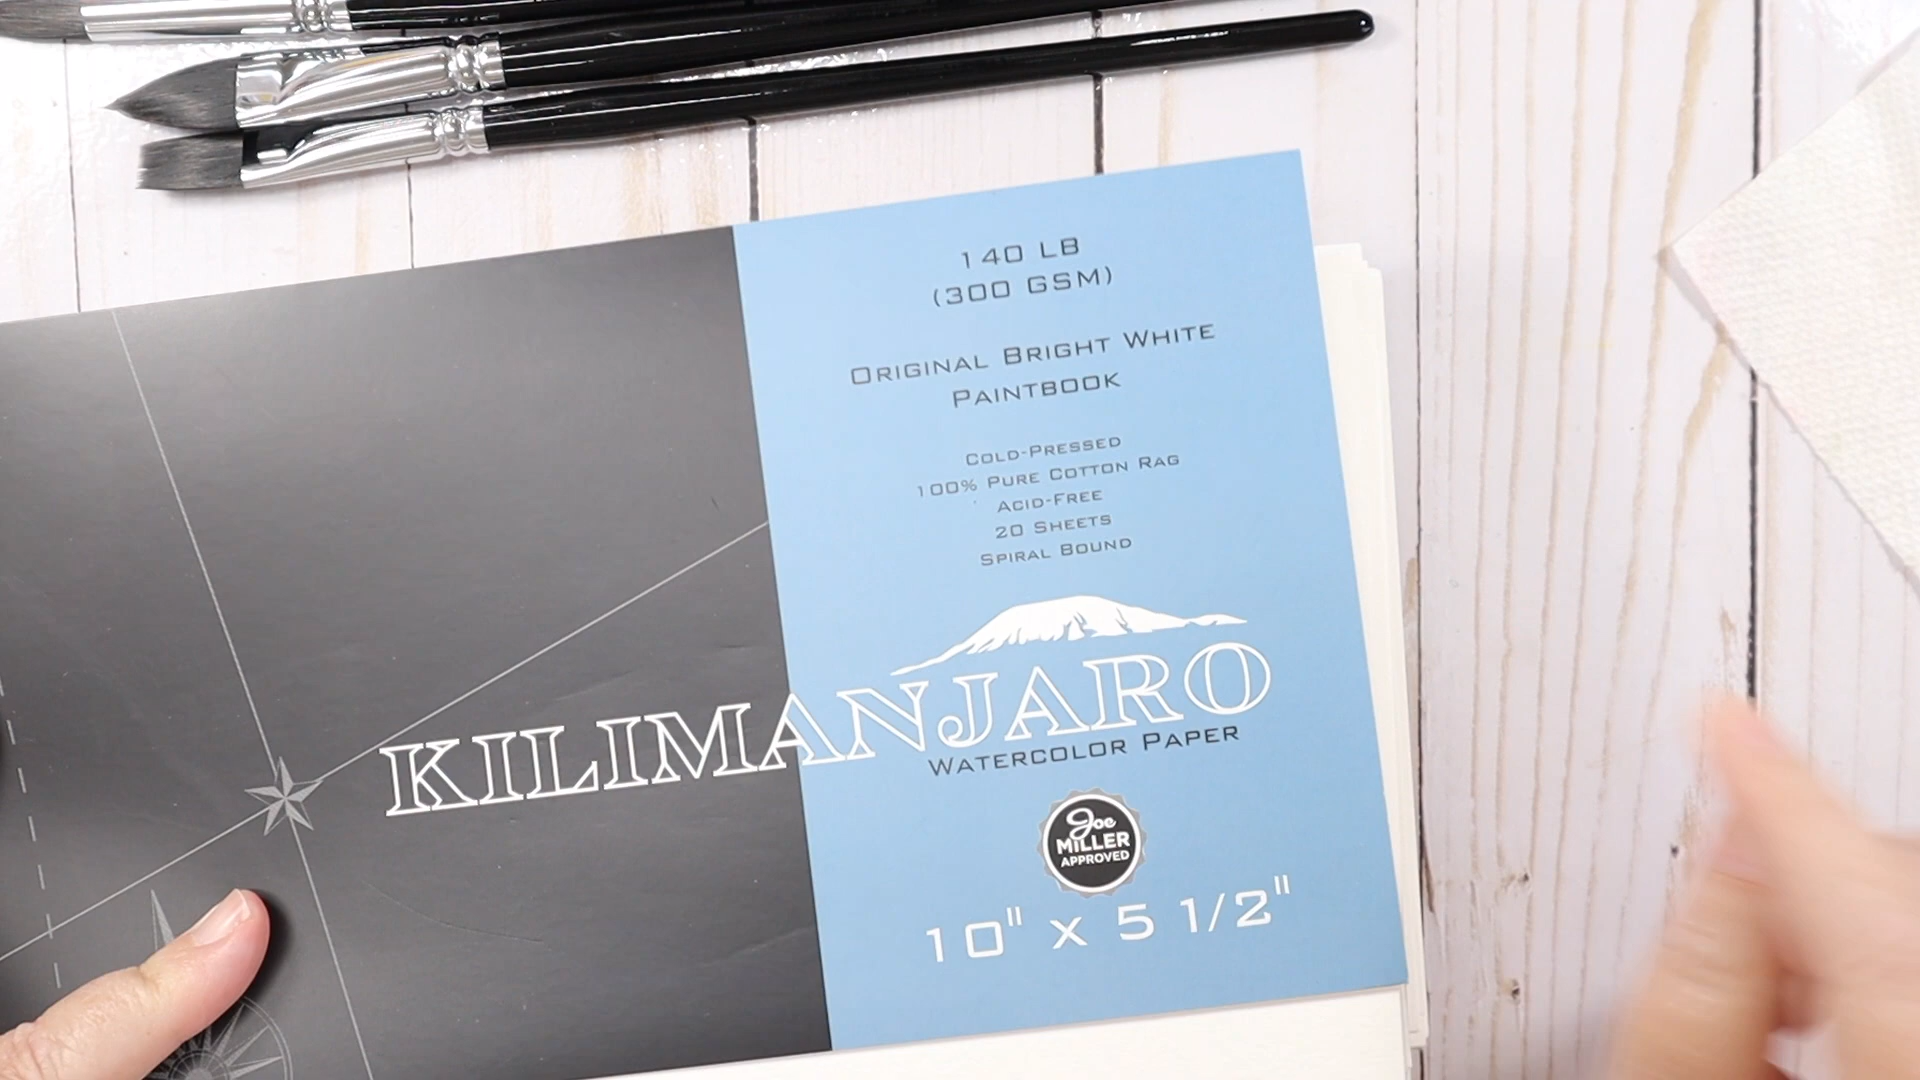 140 LB
(300 GSM)
ORIGINAL BRIGHT WHITE
PAINTBOOK
COLD-PRESSED
100% PURE COTTON RAG
ACID-FREE
20 SHEETS
SPIRAL BOUND
KILIMANJARO
WATERCOLOR PAPER
Joe
MILLER
APPROVED
10" X 5 1/2"